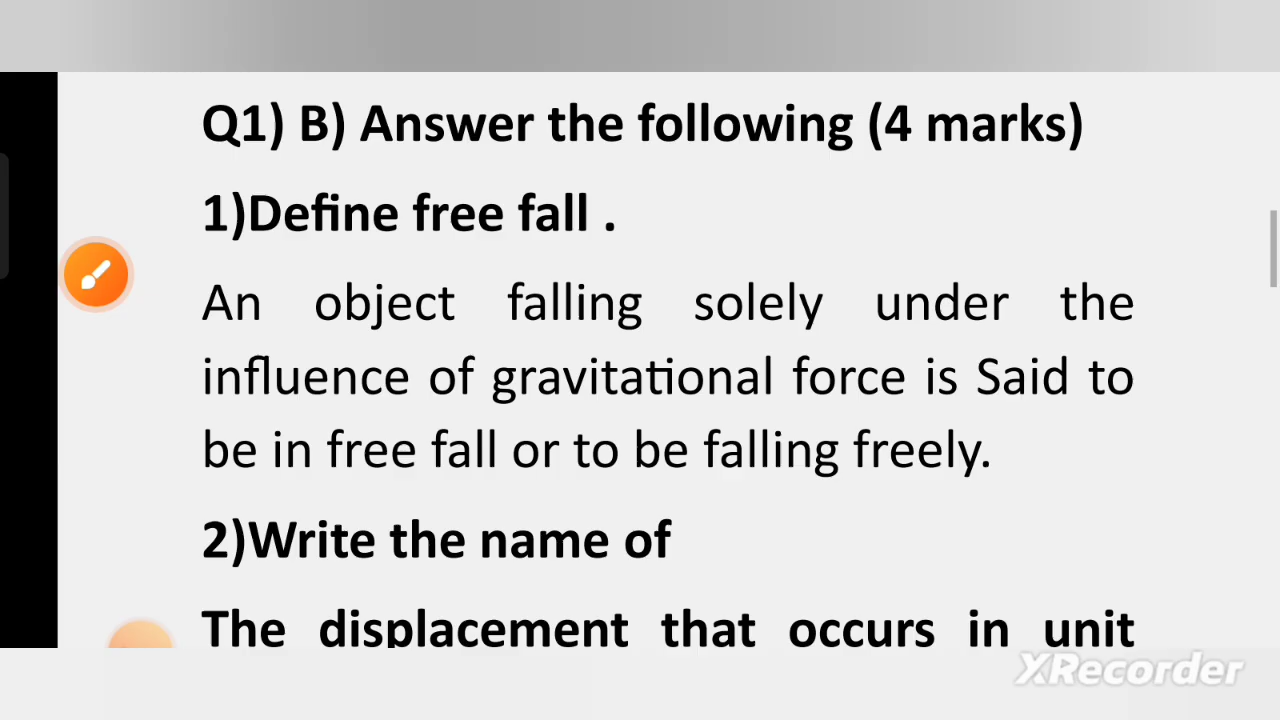 Q1) B) Answer the following (4 marks)
1)Define free fall .
An object falling solely under the
influence of gravitational force is Said to
be in free fall or to be falling freely.
2)Write the name of
The displacement that occurs in unit
XRecorder